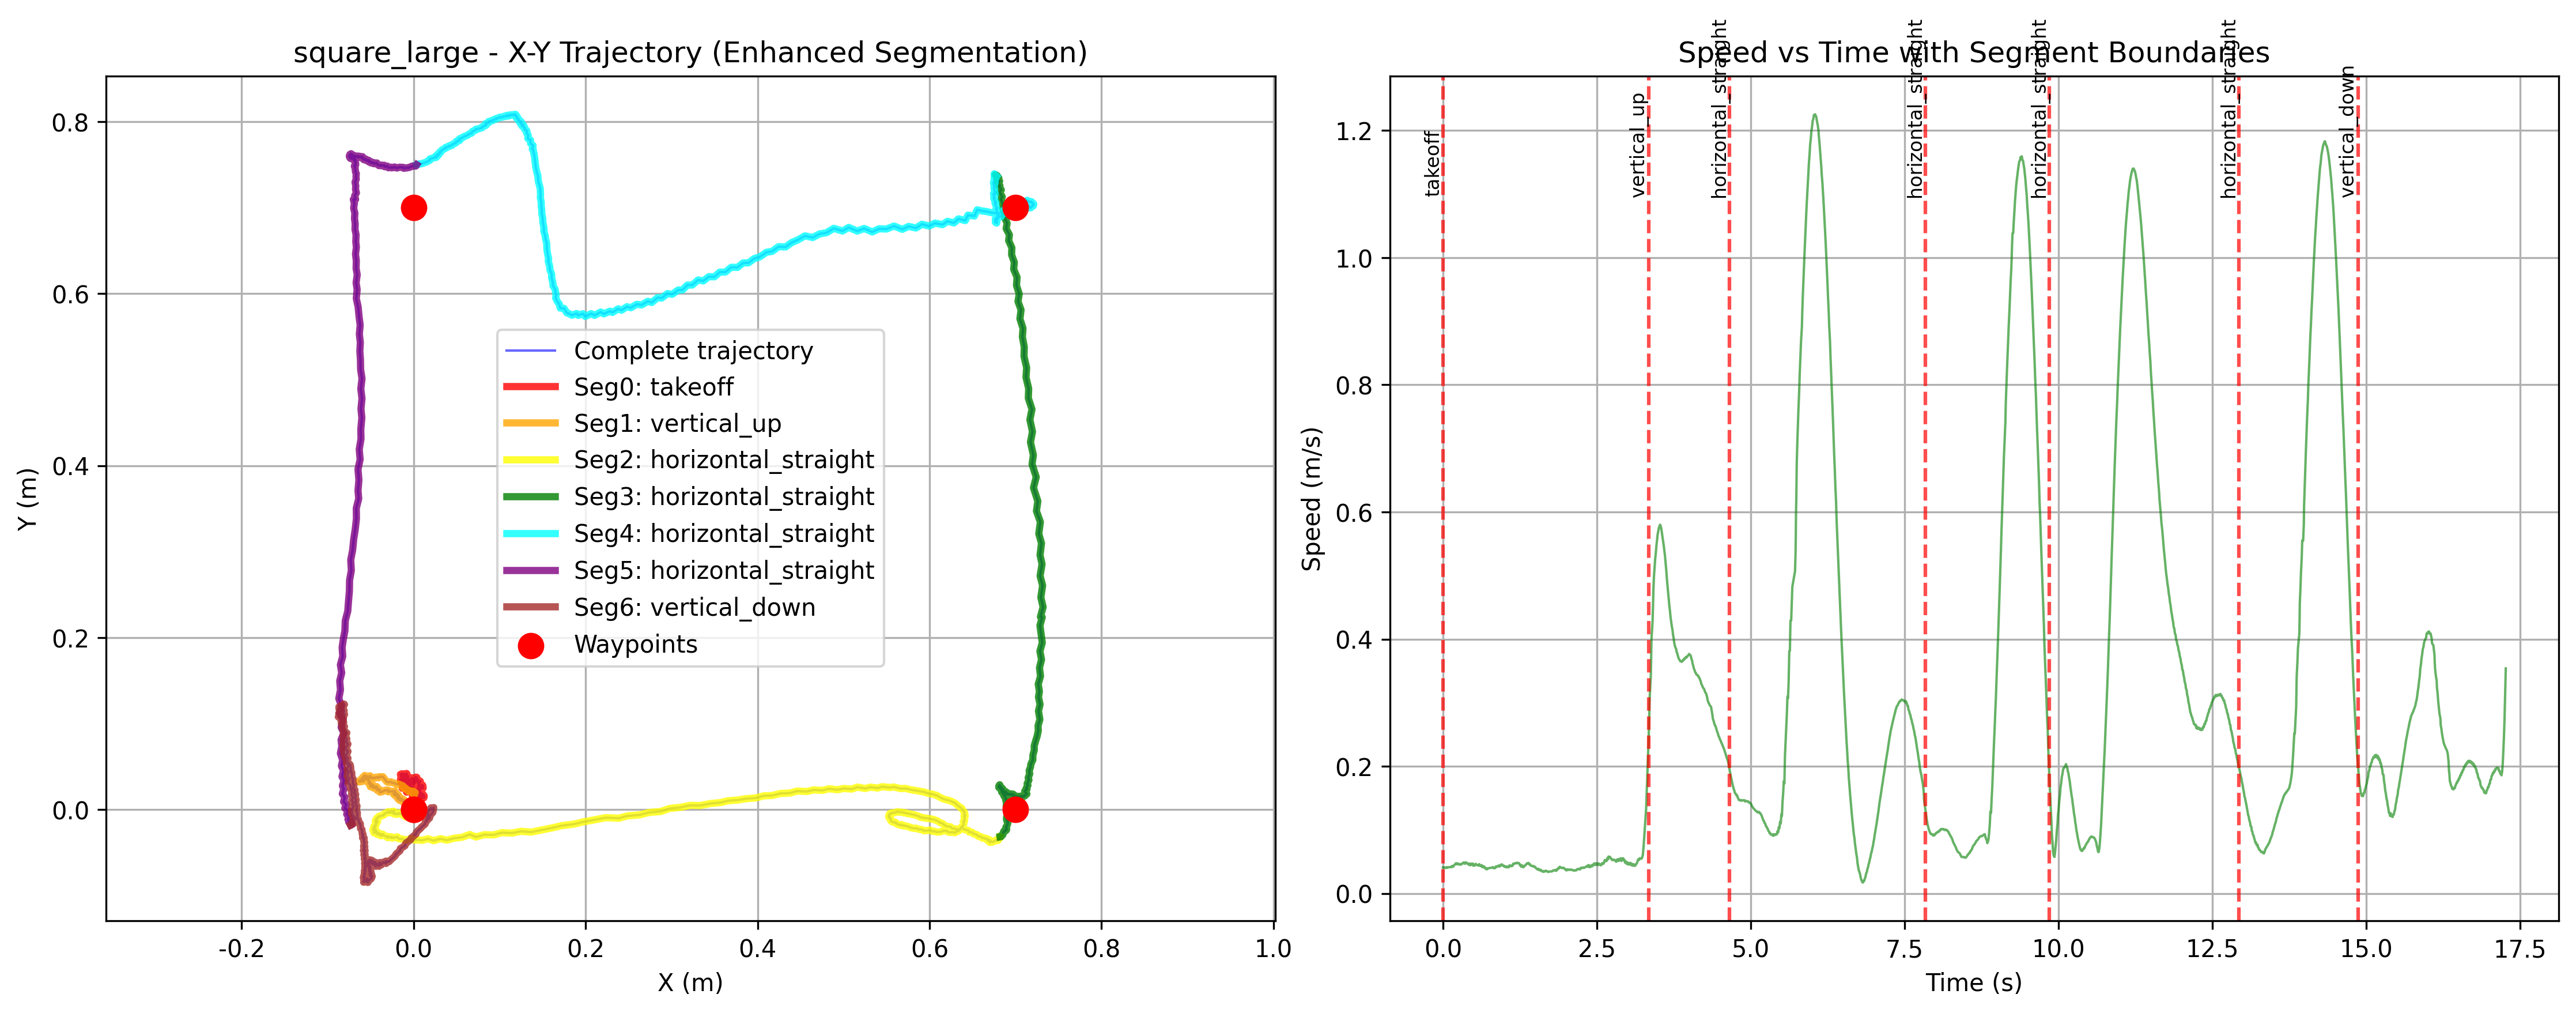 square_large - X-Y Trajectory (Enhanced Segmentation)
Y (m)
0.8
0.6
0.4
0.2
0.0
-0.2
0.0
0.2
0.4
0.6
0.8
1.0
X (m)
Complete trajectory
Seg0: takeoff
Seg1: vertical_up
Seg2: horizontal_straight
Seg3: horizontal_straight
Seg4: horizontal_straight
Seg5: horizontal_straight
Seg6: vertical_down
Waypoints
Speed vs Time with Segment Boundaries
takeoff
vertical_up
horizontal_straight
horizontal_straight
horizontal_straight
horizontal_straight
vertical_down
Speed (m/s)
1.2
1.0
0.8
0.6
0.4
0.2
0.0
0.0
2.5
5.0
7.5
10.0
12.5
15.0
17.5
Time (s)